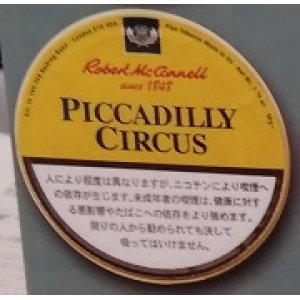 Robert McConnell
since 1848
PICCADILLY
CIRCUS
人により程度は異なりますが、ニコチンにより喫煙へ
の依存が生じます。未成年者の喫煙は、健康に対す
る悪影響やたばこへの依存をより強めます。
周りの人から勧められても決して
吸ってはいけません。